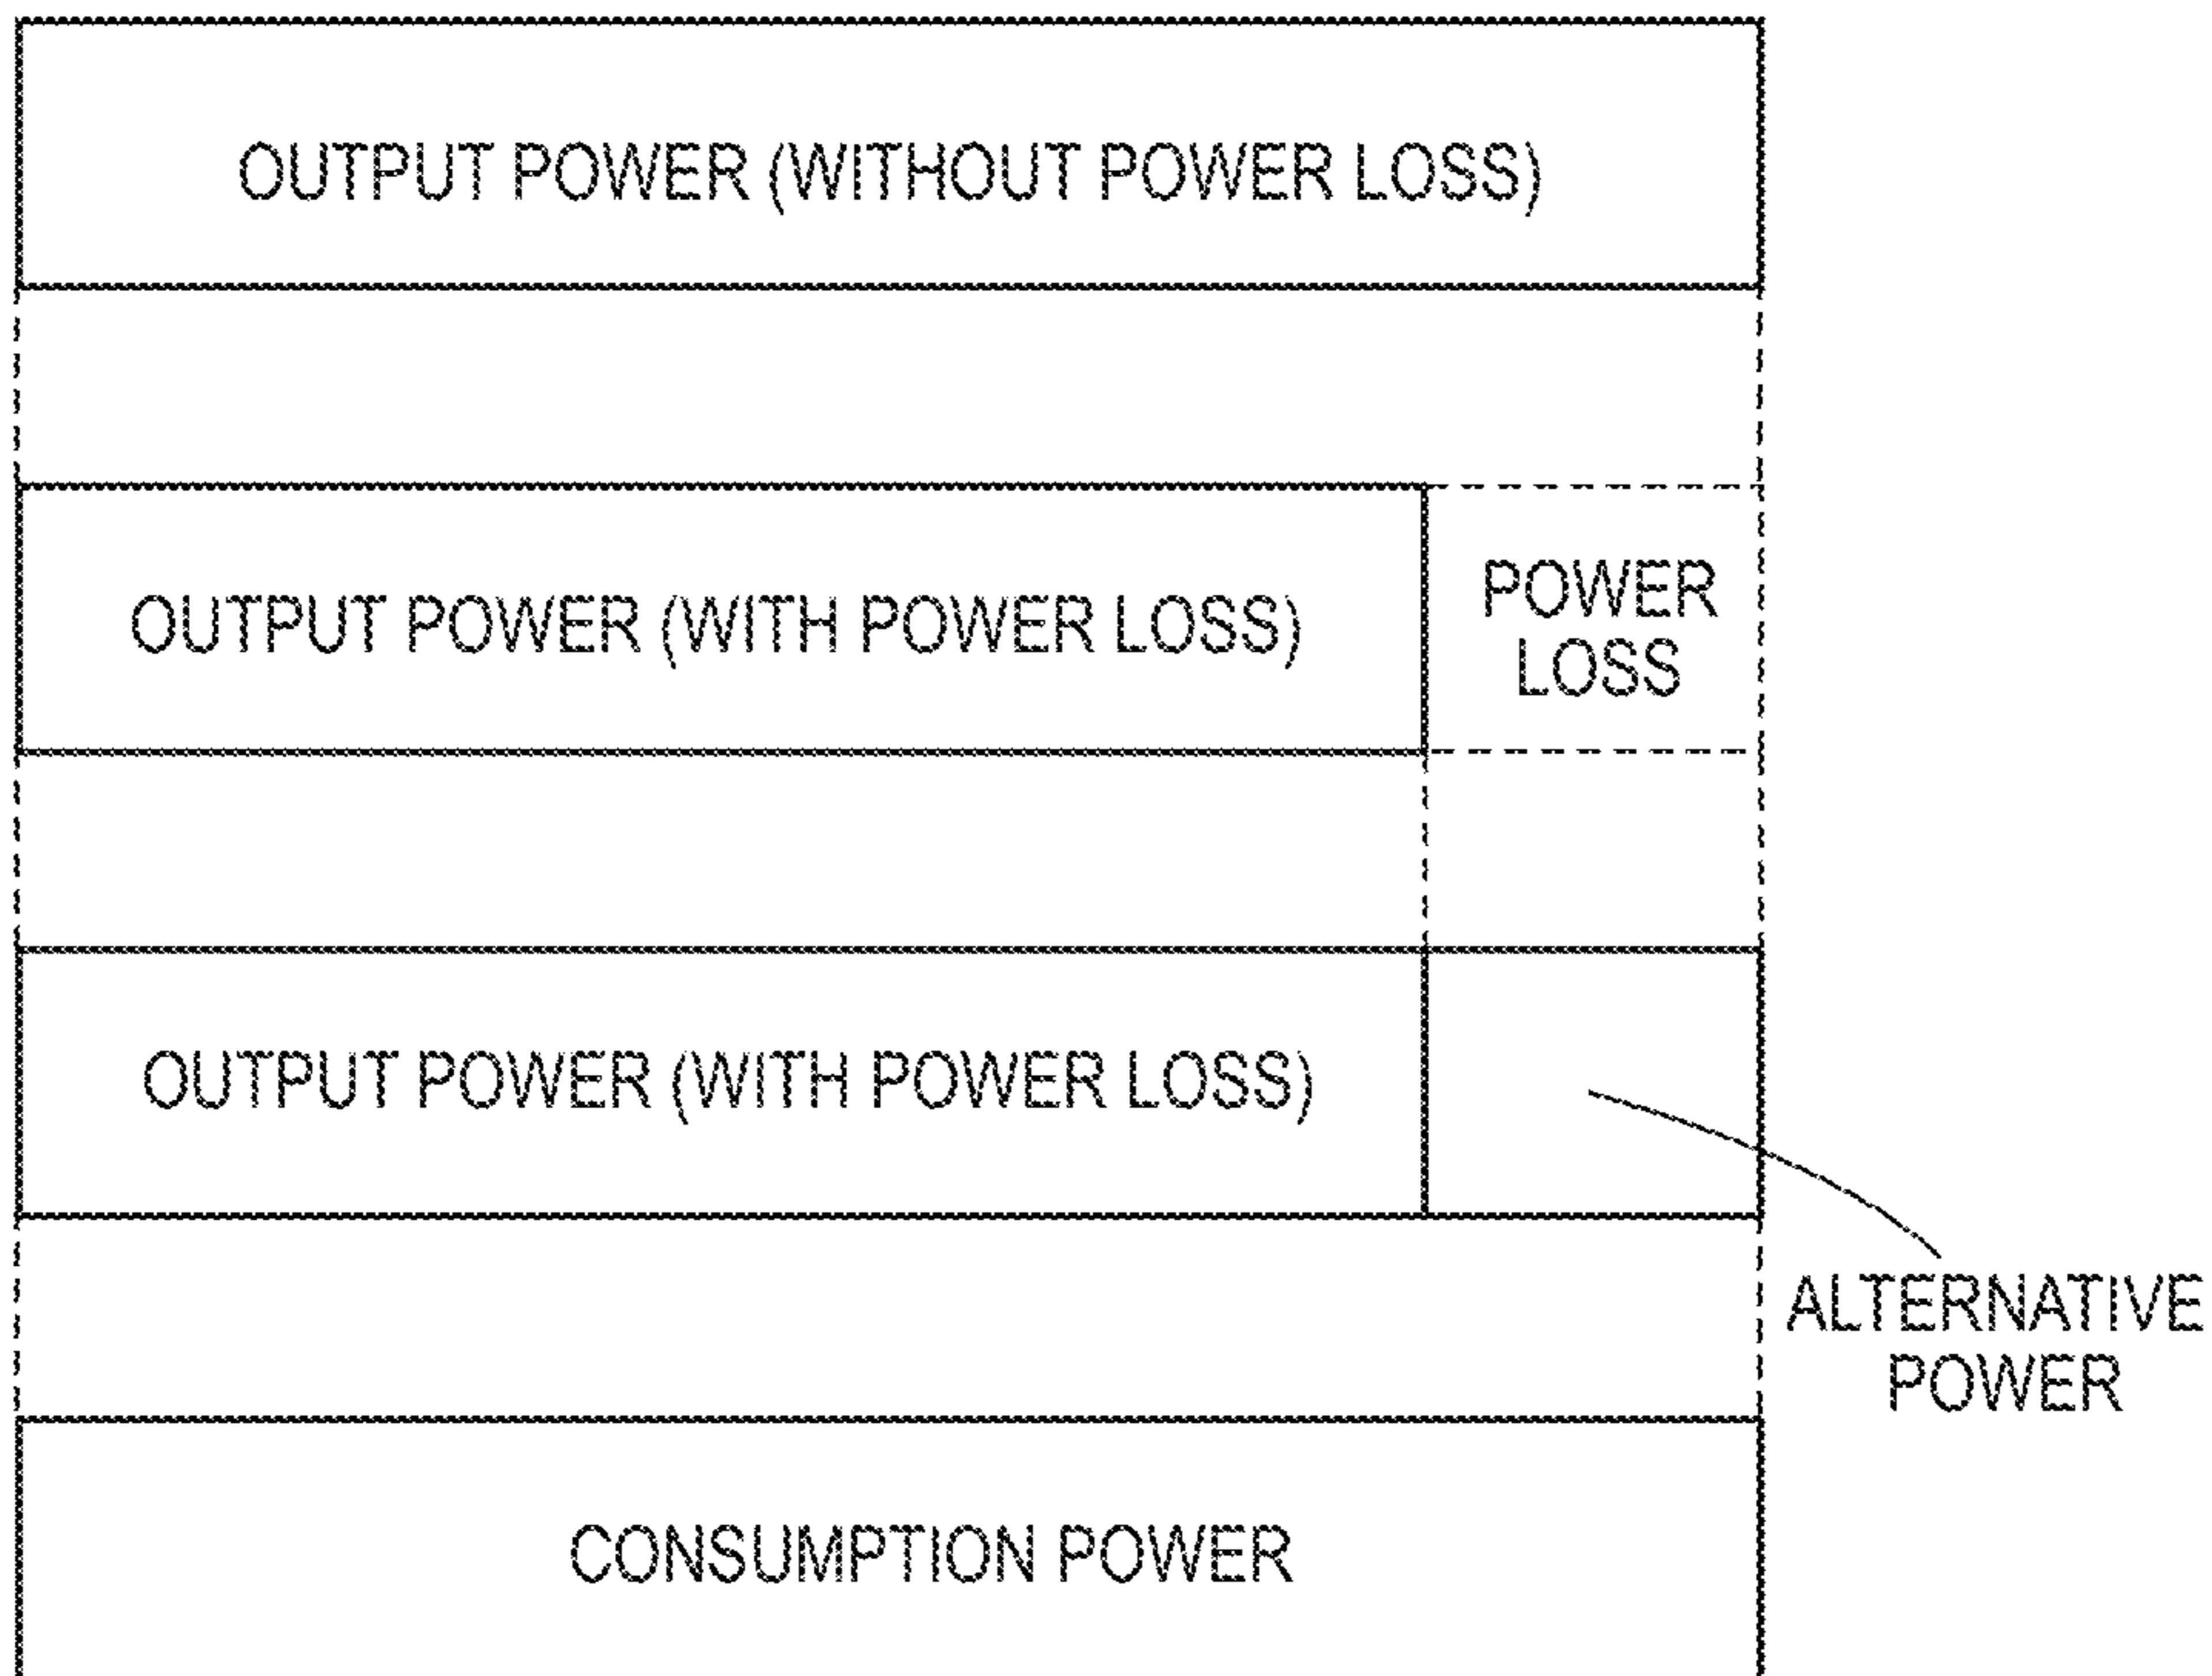 OUTPUT POWER (WITHOUT POWER LOSS)
OUTPUT POWER (WITH POWER LOSS)
POWER
LOSS
OUTPUT POWER (WITH POWER LOSS)
ALTERNATIVE
POWER
CONSUMPTION POWER